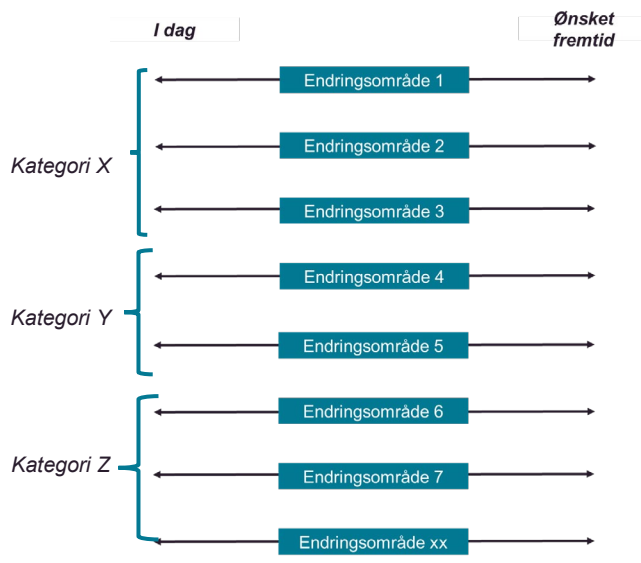 I dag
Ønsket
fremtid
Endringsområde 1
Endringsområde 2
Kategori X
Endringsområde 3
Endringsområde 4
Kategori Y
Endringsområde 5
Endringsområde 6
Kategori Z
Endringsområde 7
Endringsområde xx